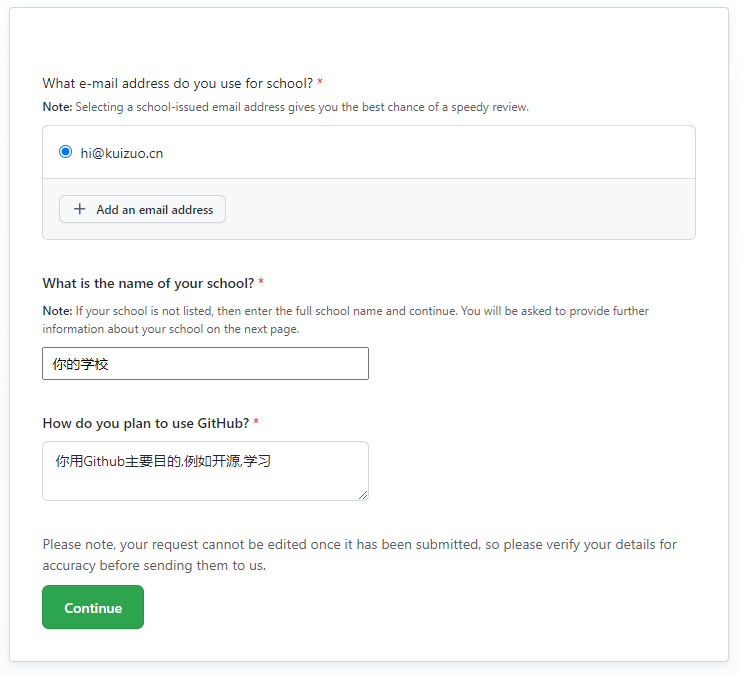 What e-mail address do you use for school? *
Note: Selecting a school-issued email address gives you the best chance of a speedy review.
hi@kuizuo.cn
+ Add an email address
What is the name of your school? *
Note: If your school is not listed, then enter the full school name and continue. You will be asked to provide further
information about your school on the next page.
你的学校
How do you plan to use GitHub? *
你用Github主要目的,例如开源,学习
Please note, your request cannot be edited once it has been submitted, so please verify your details for
accuracy before sending them to us.
Continue